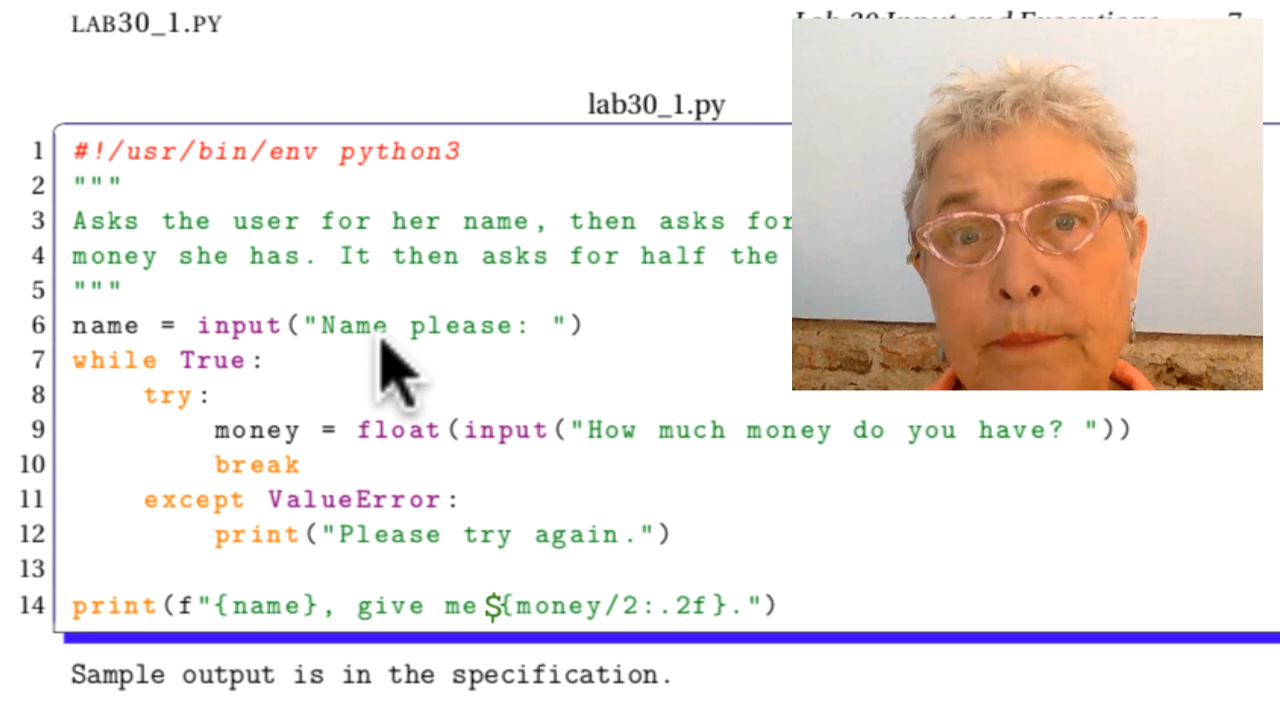 LAB30_1.PY
lab30_1.py
1 #!/usr/bin/env python3
2 """
3 Asks the user for her name, then asks for
4 money she has. It then asks for half the
5 """
6 name = input("Name please: ")
7 while True:
8 try:
9 money = float(input("How much money do you have? "))
10 break
11 except ValueError:
12 print("Please try again.")
13
14 print(f"{name}, give me ${money/2:.2f}.")
Sample output is in the specification.